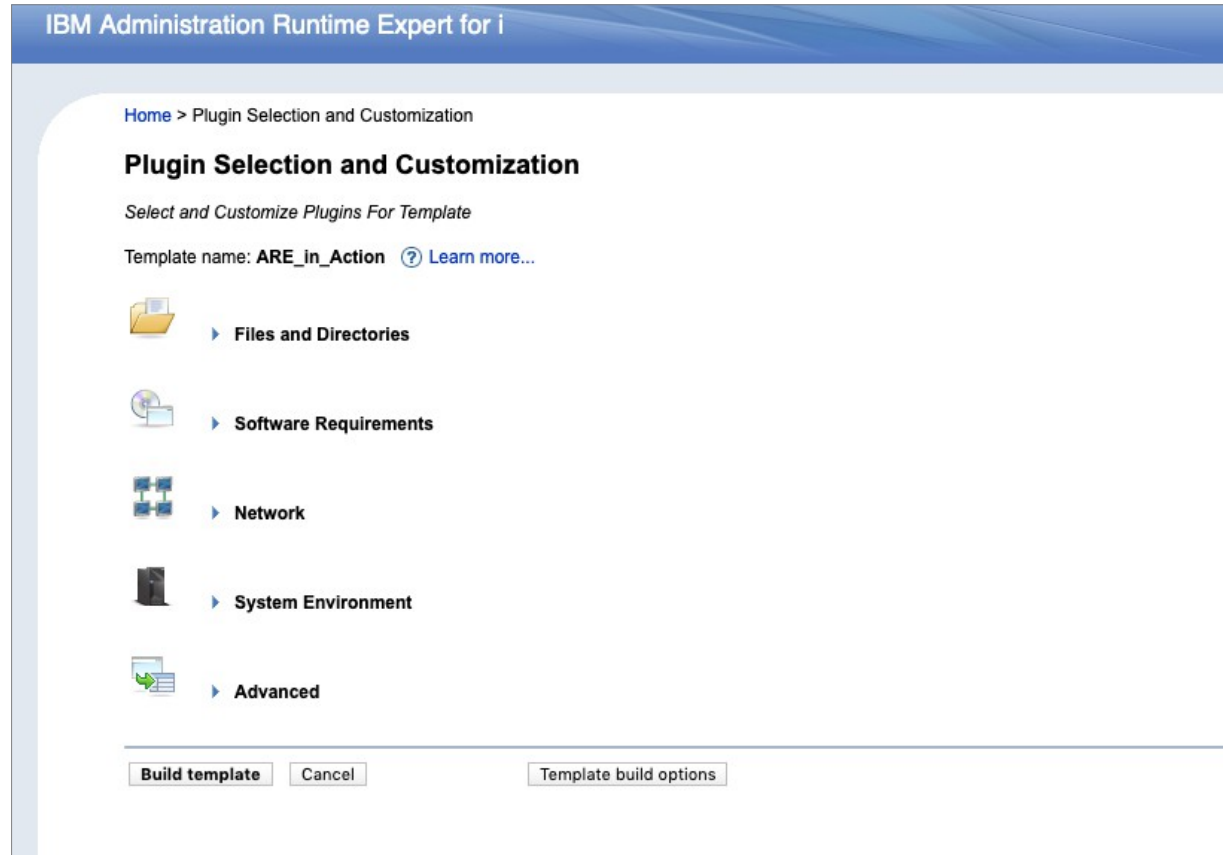 IBM Administration Runtime Expert for i
Home > Plugin Selection and Customization
Plugin Selection and Customization
Select and Customize Plugins For Template
Template name: ARE_in_Action ? Learn more...
Files and Directories
Software Requirements
Network
System Environment
Advanced
Build template Cancel Template build options